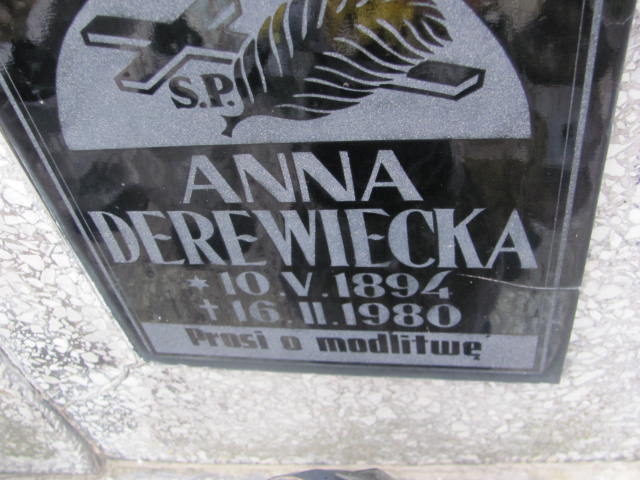 S.P.
ANNA
DEREWIECKA
* 10 V. 1894
† 16 II. 1980
Prosi o modlitwę